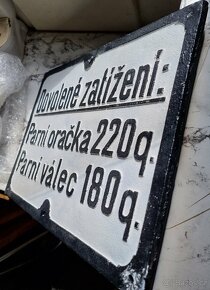 Dovolené zatížení:
Parní oračka 220q.
Parní válec 180q.